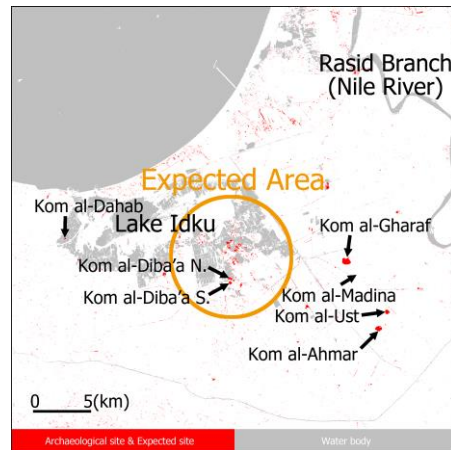 Rasid Branch
(Nile River)
Expected Area
Kom al-Dahab
Lake Idku
Kom al-Gharaf
Kom al-Diba'a N.
Kom al-Diba'a S.
Kom al-Madina
Kom al-Ust
Kom al-Ahmar
0 5(km)
Archaeological site & Expected site
Water body